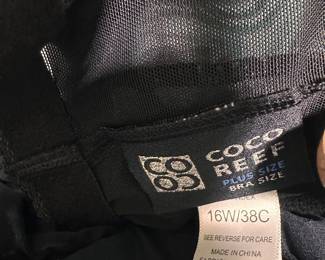 COCO
REEF
PLUS SIZE
BRA SIZE
16W/38C
SEE REVERSE FOR CARE
MADE IN CHINA